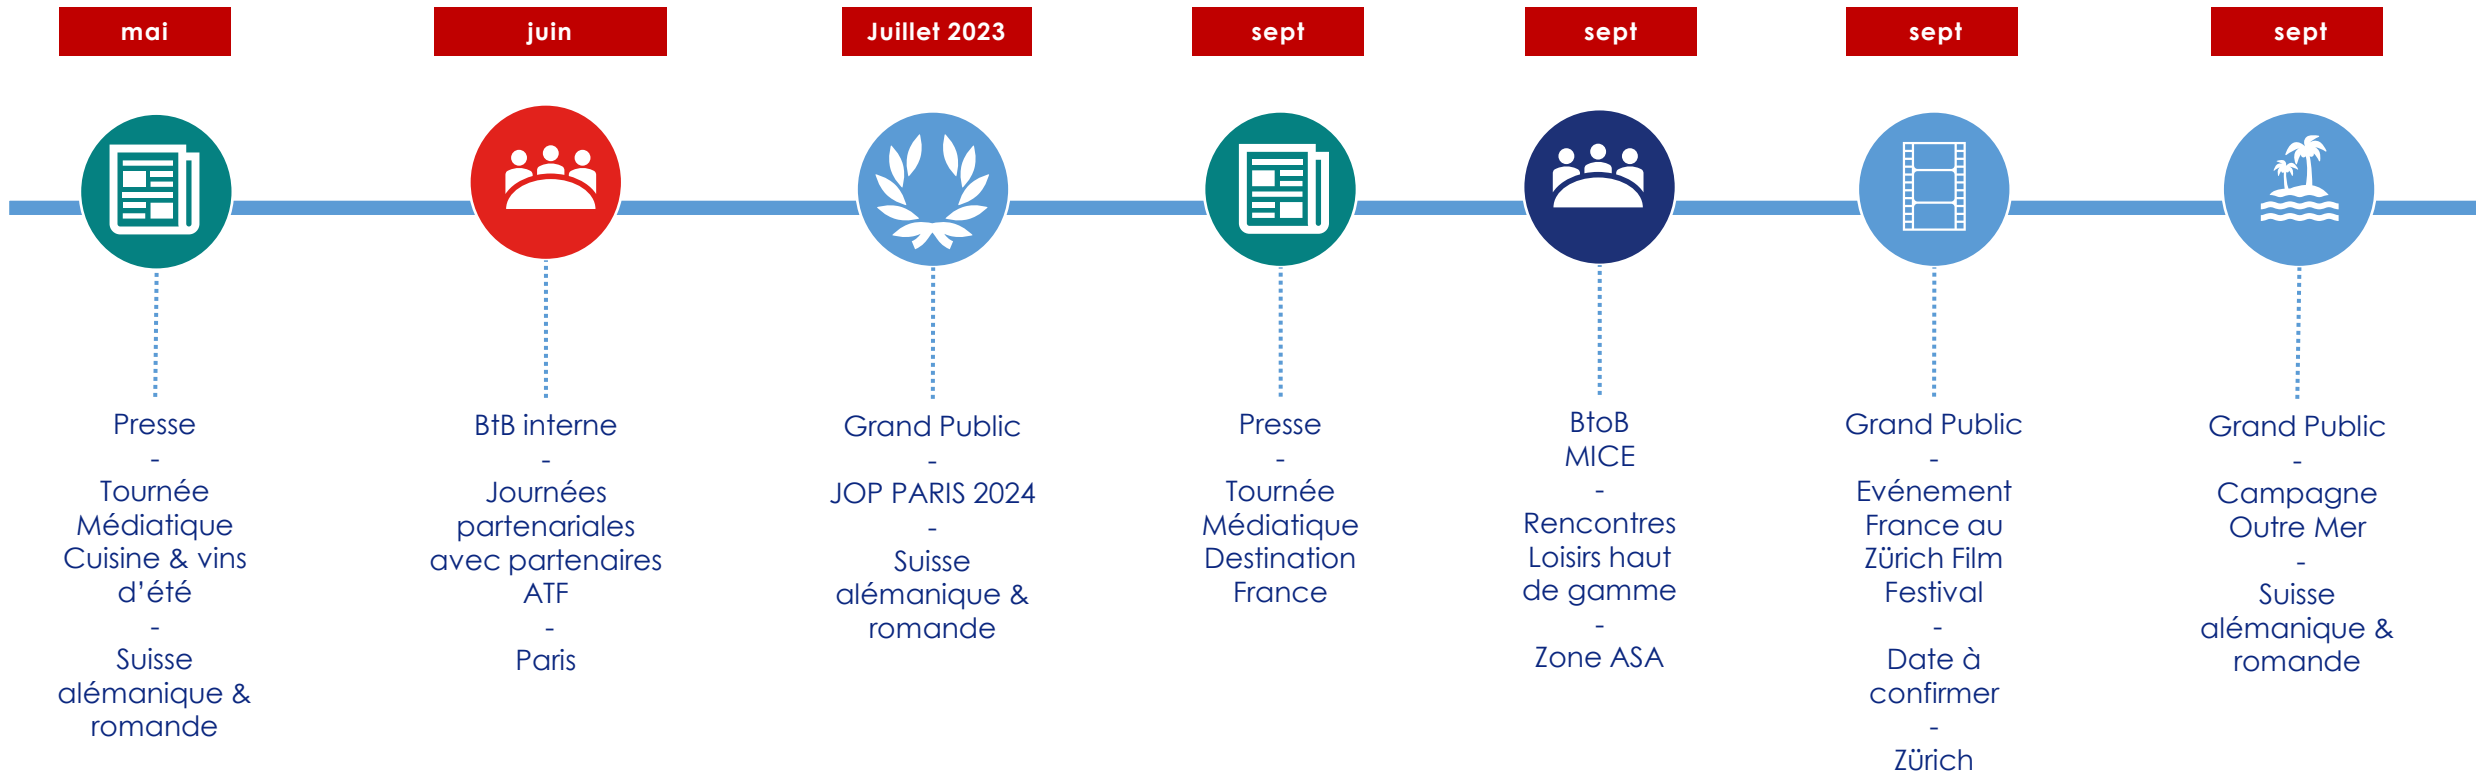 mai
juin
Juillet 2023
sept
sept
sept
sept
Presse
-
Tournée
Médiatique
Cuisine & vins
d’été
-
Suisse
alémanique &
romande
BtB interne
-
Journées
partenariales
avec partenaires
ATF
-
Paris
Grand Public
-
JOP PARIS 2024
-
Suisse
alémanique &
romande
Presse
-
Tournée
Médiatique
Destination
France
BtoB
MICE
-
Rencontres
Loisirs haut
de gamme
-
Zone ASA
Grand Public
-
Evénement
France au
Zürich Film
Festival
-
Date à
confirmer
-
Zürich
Grand Public
-
Campagne
Outre Mer
-
Suisse
alémanique &
romande